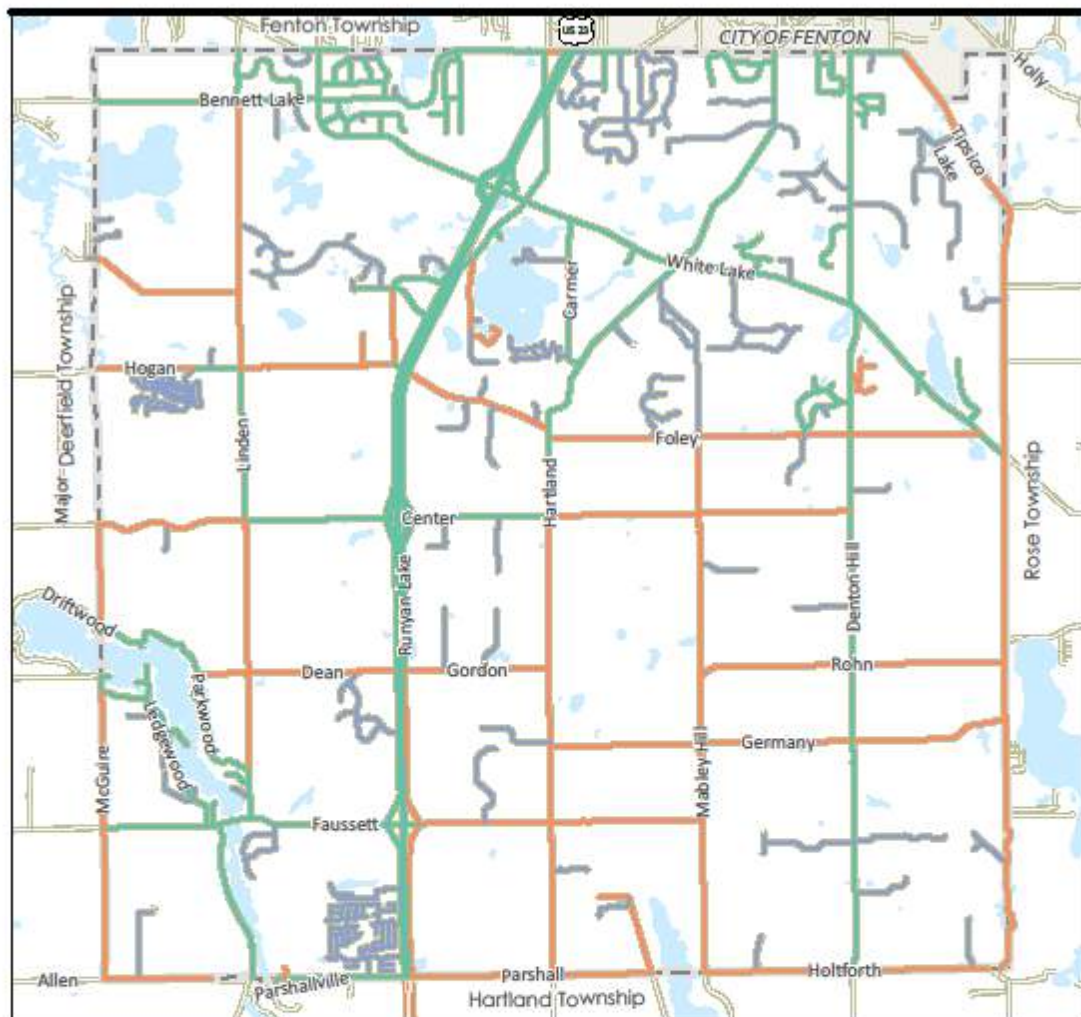 Fenton Township
US 23
CITY OF FENTON
Holly
Bennett Lake
Tipsico
Lake
White Lake
Carmer
Major
Deerfield Township
Hogan
Linden
Foley
Hartland
Center
Rose Township
Runyan Lake
Denton Hill
Driftwood
Dean
Gordon
Rohn
Parkwood
Ledgewood
Germany
McGuire
Mabley Hill
Faussett
Allen
Parshallville
Parshall
Holtforth
Hartland Township